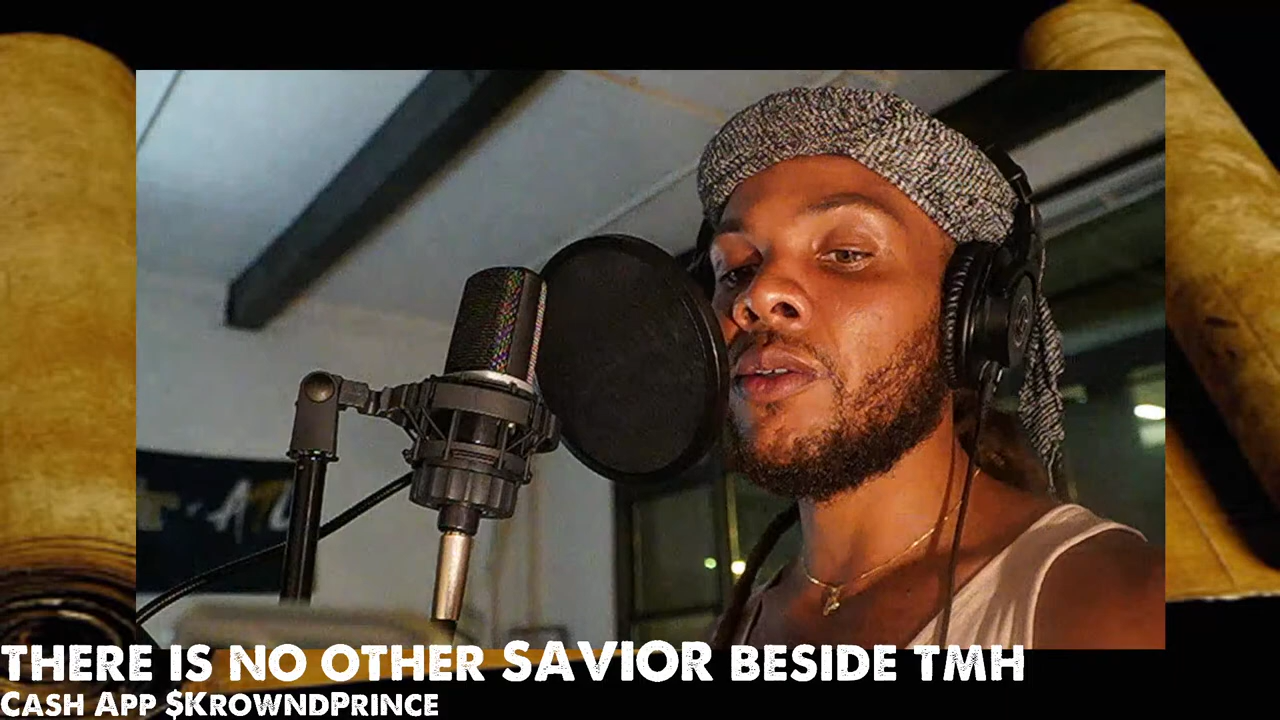 THERE IS NO OTHER SAVIOR BESIDE TMH
CASH APP $KROWNDPRINCE